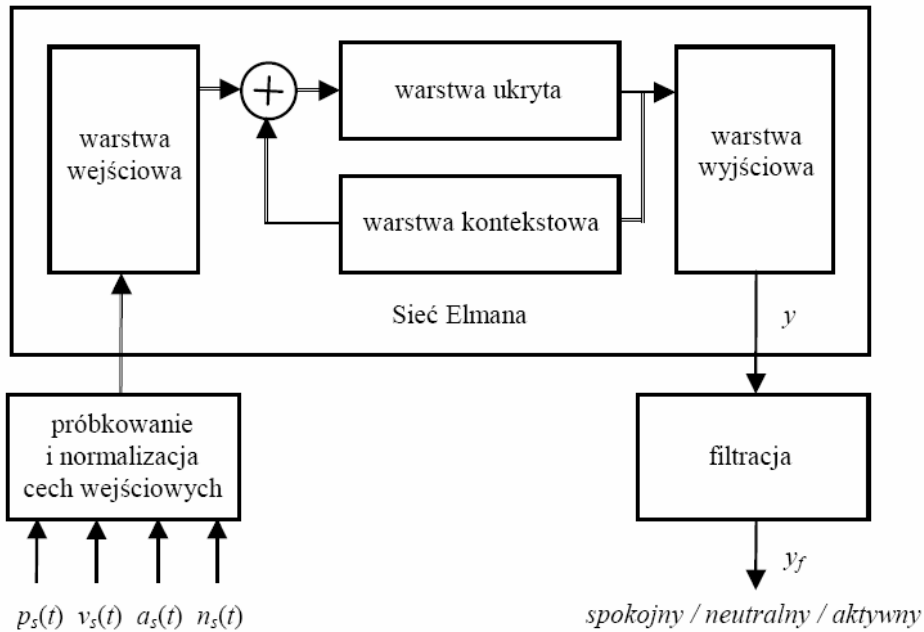 warstwa
wejściowa
+
warstwa ukryta
warstwa kontekstowa
warstwa
wyjściowa
Sieć Elmana
y
próbkowanie
i normalizacja
cech wejściowych
filtracja
p_s(t) v_s(t) a_s(t) n_s(t)
y_f
spokojny / neutralny / aktywny